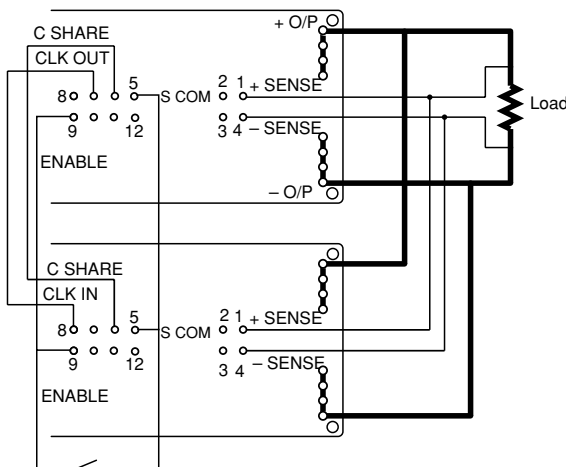 + O/P
C SHARE
CLK OUT
5 2 1 + SENSE
8 S COM
Load
9 12 3 4 – SENSE
ENABLE
– O/P
C SHARE
CLK IN
5 2 1 + SENSE
8 S COM
9 12 3 4 – SENSE
ENABLE